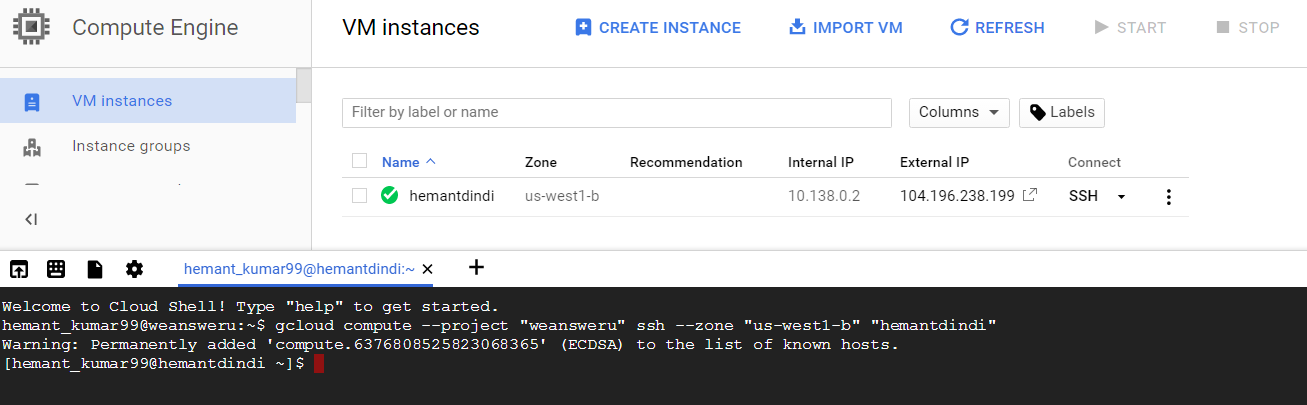 Compute Engine
VM instances
CREATE INSTANCE
IMPORT VM
REFRESH
START
STOP
VM instances
Instance groups
Filter by label or name
Columns
Labels
Name Zone Recommendation Internal IP External IP Connect
hemantdindi us-west1-b 10.138.0.2 104.196.238.199 SSH
hemant_kumar99@hemantdindi:~
Welcome to Cloud Shell! Type "help" to get started.
hemant_kumar99@weansweru:~$ gcloud compute --project "weansweru" ssh --zone "us-west1-b" "hemantdindi"
Warning: Permanently added 'compute.6376808525823068365' (ECDSA) to the list of known hosts.
[hemant_kumar99@hemantdindi ~]$